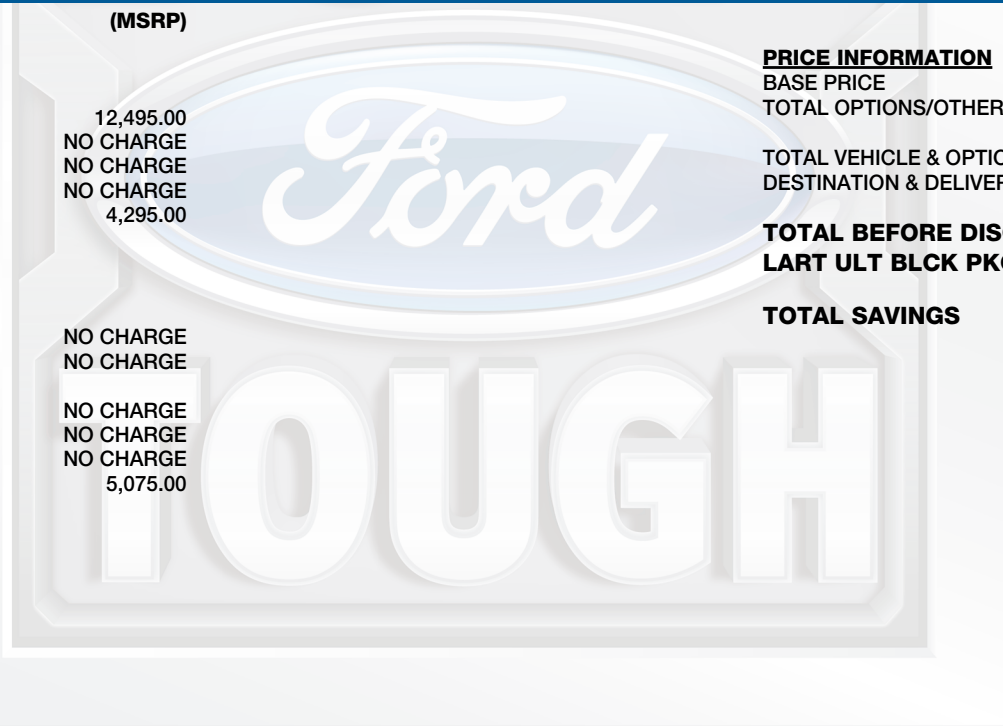 (MSRP)
12,495.00
NO CHARGE
NO CHARGE
NO CHARGE
4,295.00
NO CHARGE
NO CHARGE
NO CHARGE
NO CHARGE
NO CHARGE
5,075.00
Ford
TOUGH
PRICE INFORMATION
BASE PRICE
TOTAL OPTIONS/OTHER
TOTAL VEHICLE & OPTIO
DESTINATION & DELIVER
TOTAL BEFORE DIS
LART ULT BLCK PK
TOTAL SAVINGS